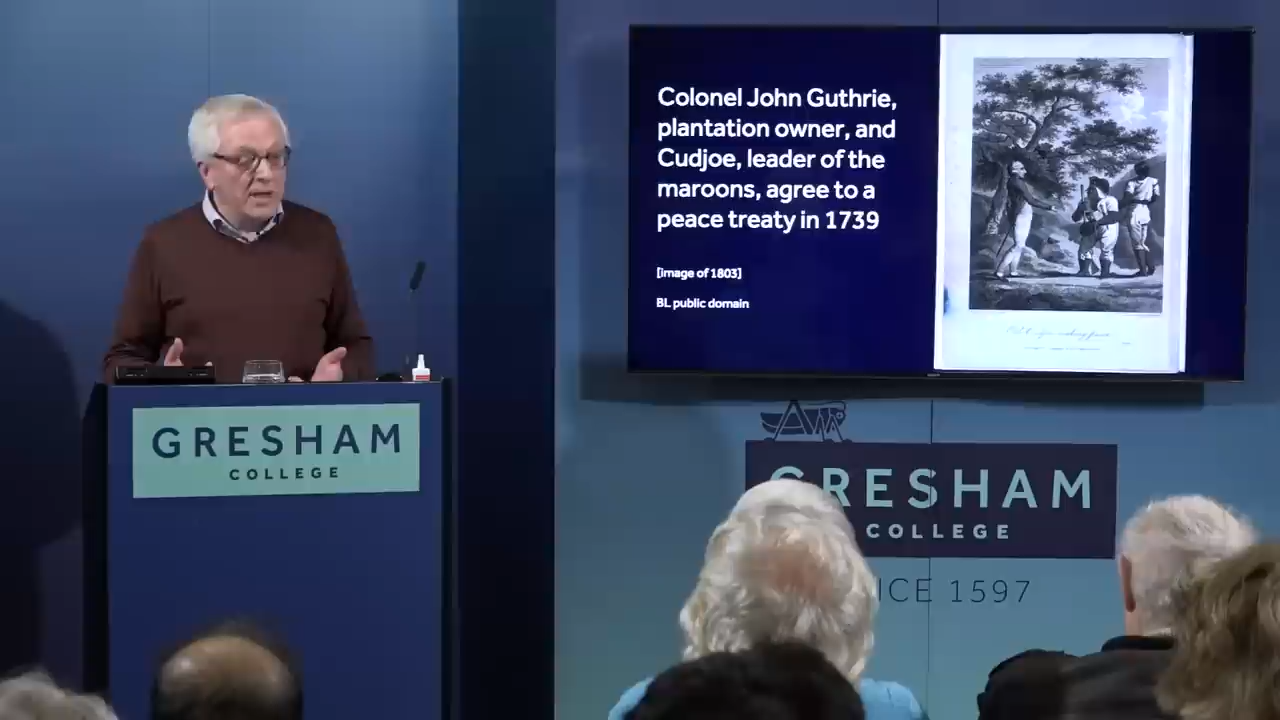 Colonel John Guthrie,
plantation owner, and
Cudjoe, leader of the
maroons, agree to a
peace treaty in 1739
[image of 1803]
BL public domain
GRESHAM
COLLEGE
RESHAM
COLLEGE
ICE 1597